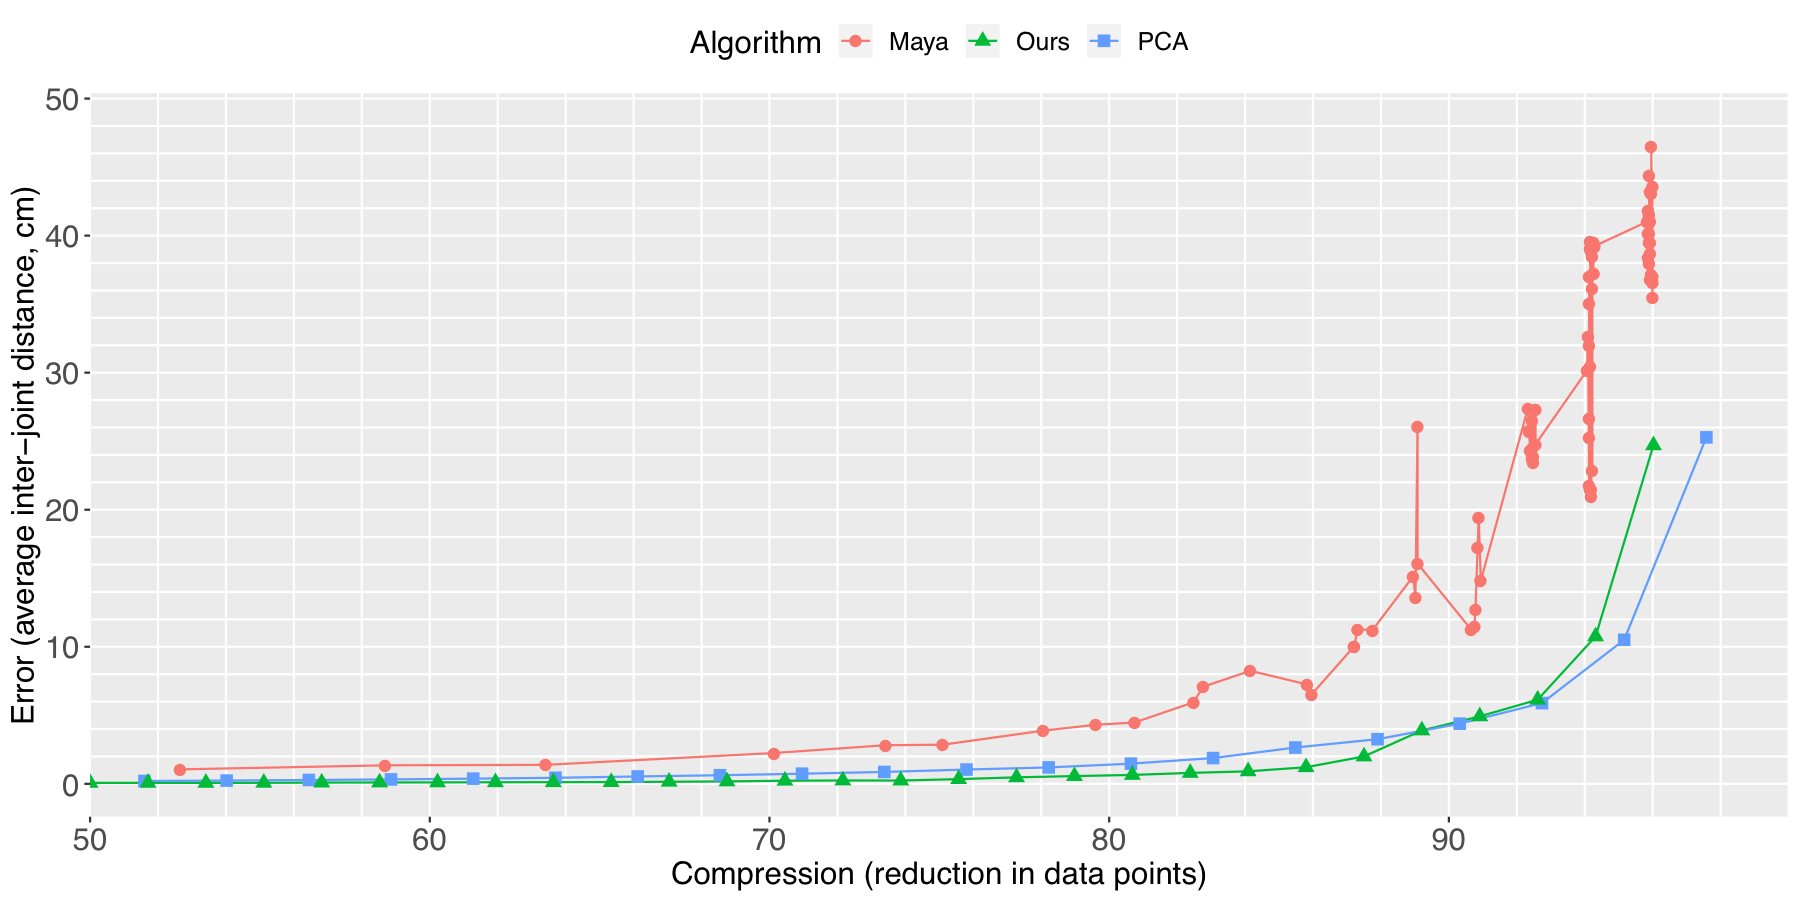 Algorithm Maya Ours PCA
50
40
30
20
10
0
Error (average inter−joint distance, cm)
50 60 70 80 90
Compression (reduction in data points)